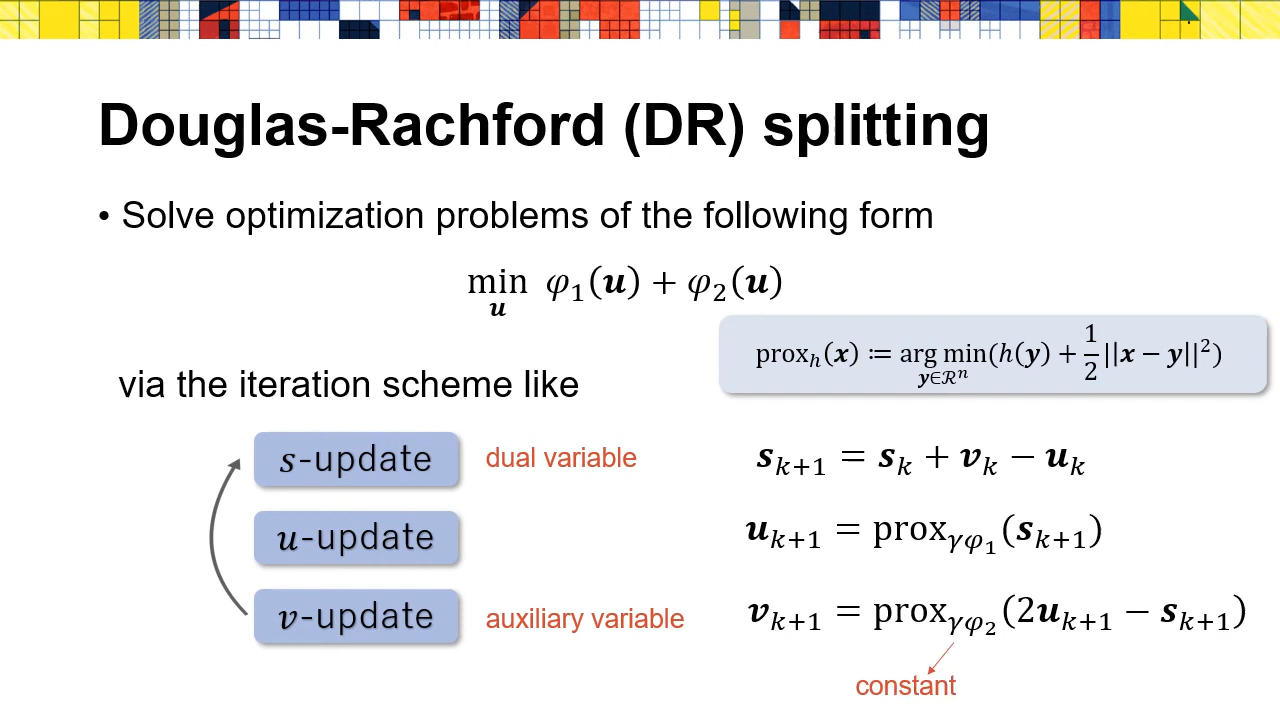 Douglas-Rachford (DR) splitting
• Solve optimization problems of the following form
min_𝒖 φ₁(𝒖) + φ₂(𝒖)
prox_h(𝒙) ≔ arg min_{𝒚∈ℛⁿ}(h(𝒚) + 1/2||𝒙 − 𝒚||²)
via the iteration scheme like
s-update dual variable 𝒔_{k+1} = 𝒔_k + 𝒗_k − 𝒖_k
u-update 𝒖_{k+1} = prox_{γφ₁}(𝒔_{k+1})
v-update auxiliary variable 𝒗_{k+1} = prox_{γφ₂}(2𝒖_{k+1} − 𝒔_{k+1})
constant